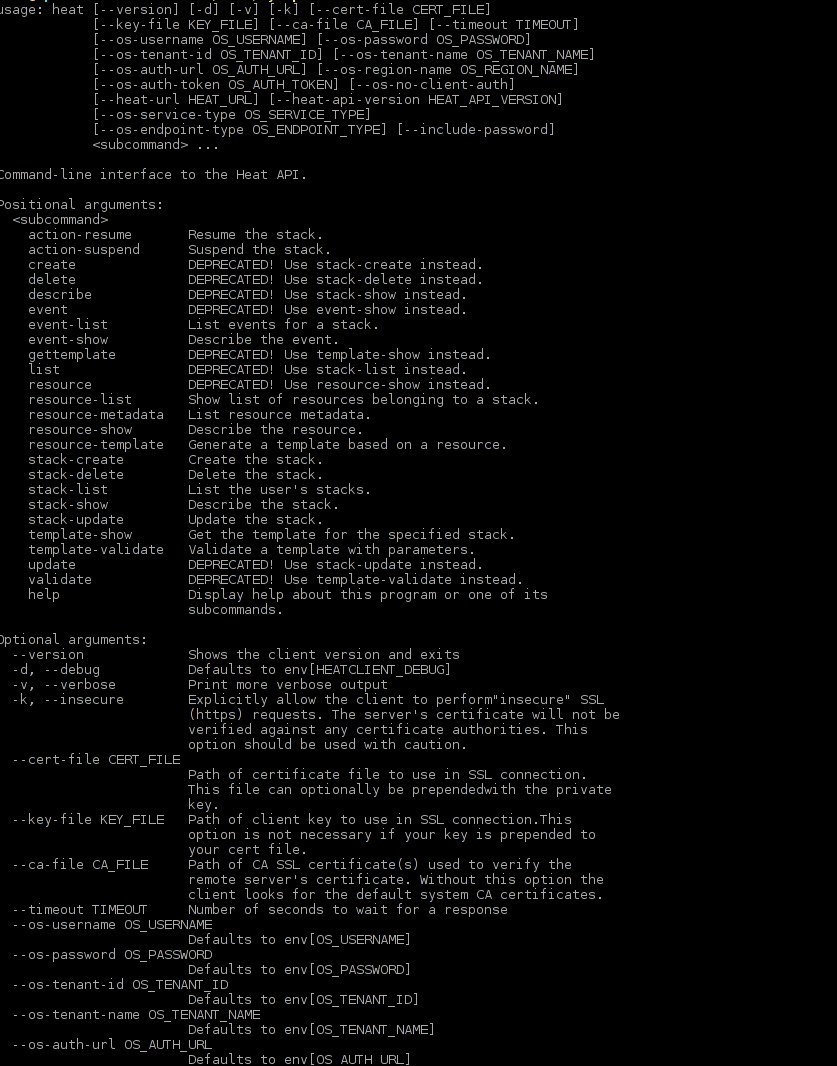 usage: heat [--version] [-d] [-v] [-k] [--cert-file CERT_FILE]
            [--key-file KEY_FILE] [--ca-file CA_FILE] [--timeout TIMEOUT]
            [--os-username OS_USERNAME] [--os-password OS_PASSWORD]
            [--os-tenant-id OS_TENANT_ID] [--os-tenant-name OS_TENANT_NAME]
            [--os-auth-url OS_AUTH_URL] [--os-region-name OS_REGION_NAME]
            [--os-auth-token OS_AUTH_TOKEN] [--os-no-client-auth]
            [--heat-url HEAT_URL] [--heat-api-version HEAT_API_VERSION]
            [--os-service-type OS_SERVICE_TYPE]
            [--os-endpoint-type OS_ENDPOINT_TYPE] [--include-password]
            <subcommand> ...

Command-line interface to the Heat API.

Positional arguments:
  <subcommand>
    action-resume       Resume the stack.
    action-suspend      Suspend the stack.
    create              DEPRECATED! Use stack-create instead.
    delete              DEPRECATED! Use stack-delete instead.
    describe            DEPRECATED! Use stack-show instead.
    event               DEPRECATED! Use event-show instead.
    event-list          List events for a stack.
    event-show          Describe the event.
    gettemplate         DEPRECATED! Use template-show instead.
    list                DEPRECATED! Use stack-list instead.
    resource            DEPRECATED! Use resource-show instead.
    resource-list       Show list of resources belonging to a stack.
    resource-metadata   List resource metadata.
    resource-show       Describe the resource.
    resource-template   Generate a template based on a resource.
    stack-create        Create the stack.
    stack-delete        Delete the stack.
    stack-list          List the user's stacks.
    stack-show          Describe the stack.
    stack-update        Update the stack.
    template-show       Get the template for the specified stack.
    template-validate   Validate a template with parameters.
    update              DEPRECATED! Use stack-update instead.
    validate            DEPRECATED! Use template-validate instead.
    help                Display help about this program or one of its
                        subcommands.

Optional arguments:
  --version             Shows the client version and exits
  -d, --debug           Defaults to env[HEATCLIENT_DEBUG]
  -v, --verbose         Print more verbose output
  -k, --insecure        Explicitly allow the client to perform"insecure" SSL
                        (https) requests. The server's certificate will not be
                        verified against any certificate authorities. This
                        option should be used with caution.
  --cert-file CERT_FILE
                        Path of certificate file to use in SSL connection.
                        This file can optionally be prependedwith the private
                        key.
  --key-file KEY_FILE   Path of client key to use in SSL connection.This
                        option is not necessary if your key is prepended to
                        your cert file.
  --ca-file CA_FILE     Path of CA SSL certificate(s) used to verify the
                        remote server's certificate. Without this option the
                        client looks for the default system CA certificates.
  --timeout TIMEOUT     Number of seconds to wait for a response
  --os-username OS_USERNAME
                        Defaults to env[OS_USERNAME]
  --os-password OS_PASSWORD
                        Defaults to env[OS_PASSWORD]
  --os-tenant-id OS_TENANT_ID
                        Defaults to env[OS_TENANT_ID]
  --os-tenant-name OS_TENANT_NAME
                        Defaults to env[OS_TENANT_NAME]
  --os-auth-url OS_AUTH_URL
                        Defaults to env[OS_AUTH_URL]